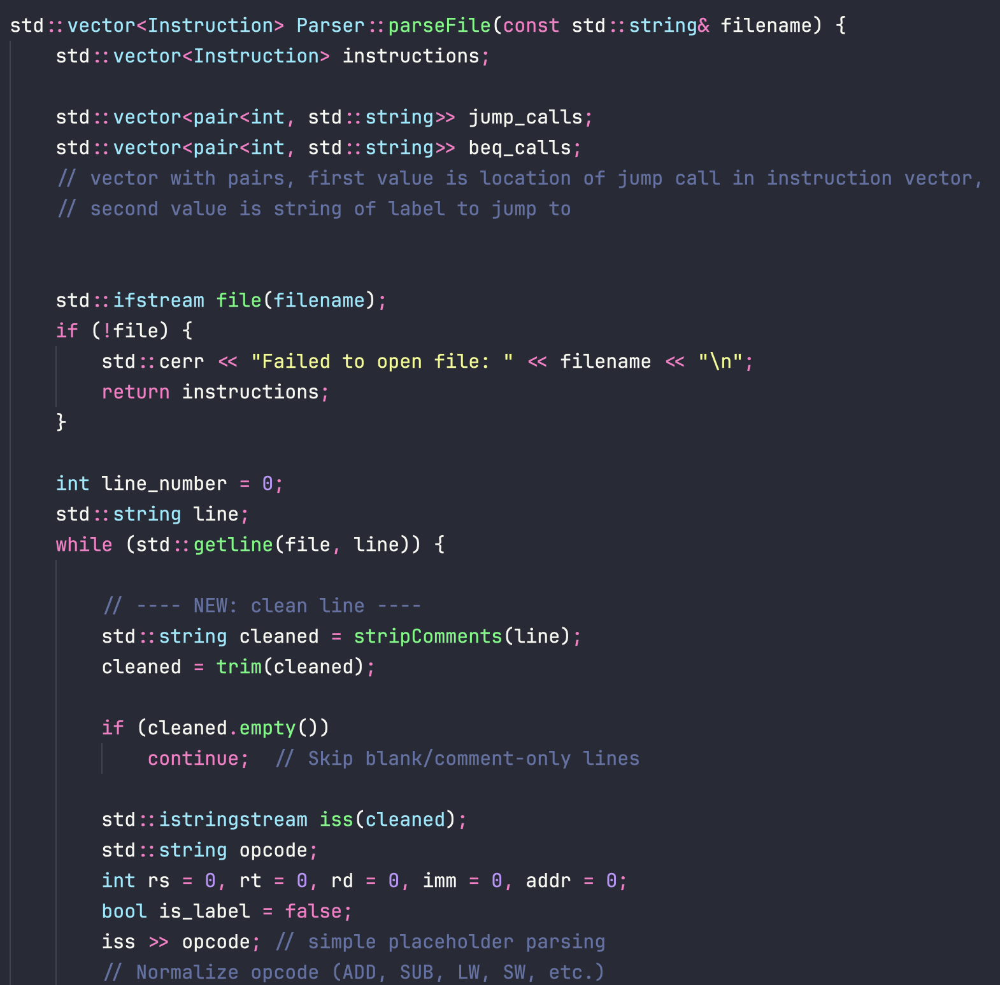 std::vector<Instruction> Parser::parseFile(const std::string& filename) {
    std::vector<Instruction> instructions;

    std::vector<pair<int, std::string>> jump_calls;
    std::vector<pair<int, std::string>> beq_calls;
    // vector with pairs, first value is location of jump call in instruction vector,
    // second value is string of label to jump to

    std::ifstream file(filename);
    if (!file) {
        std::cerr << "Failed to open file: " << filename << "\n";
        return instructions;
    }

    int line_number = 0;
    std::string line;
    while (std::getline(file, line)) {

        // ---- NEW: clean line ----
        std::string cleaned = stripComments(line);
        cleaned = trim(cleaned);

        if (cleaned.empty())
            continue;  // Skip blank/comment-only lines

        std::istringstream iss(cleaned);
        std::string opcode;
        int rs = 0, rt = 0, rd = 0, imm = 0, addr = 0;
        bool is_label = false;
        iss >> opcode; // simple placeholder parsing
        // Normalize opcode (ADD, SUB, LW, SW, etc.)